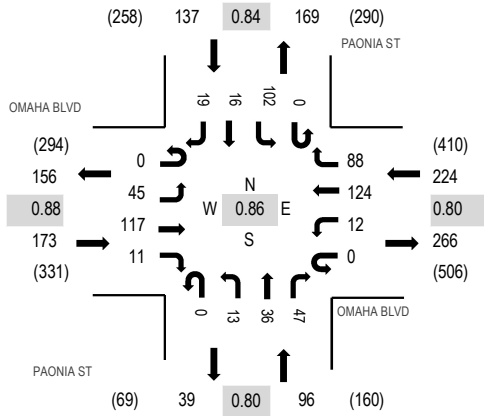 (258) 137 0.84 169 (290)
PAONIA ST
OMAHA BLVD
19 16 102 0
(294) (410)
156 0 88 224
45 N 124
0.88 W 0.86 E 0.80
117 S 12
173 11 0 266
(331) (506)
0 13 36 47
OMAHA BLVD
PAONIA ST
(69) 39 0.80 96 (160)